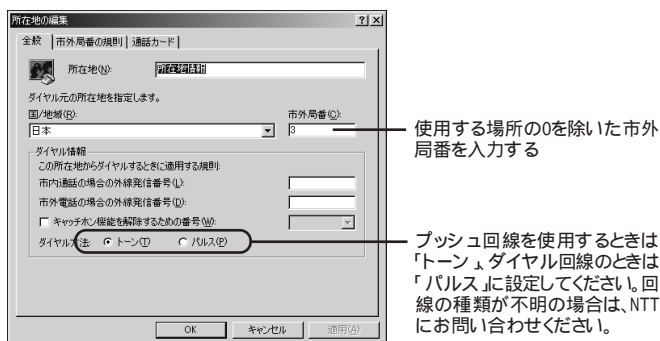 所在地の編集
全般 市外局番の規則 通話カード
所在地(N): 所在地情報
ダイヤル元の所在地を指定します。
国/地域(R): 市外局番(C):
日本 3
ダイヤル情報
この所在地からダイヤルするときに適用する規則:
市内通話の場合の外線発信番号(L):
市外電話の場合の外線発信番号(D):
キャッチホン機能を解除するための番号(W):
ダイヤル方法: トーン(T) パルス(P)
OK キャンセル 適用(A)
使用する場所の0を除いた市外
局番を入力する
プッシュ回線を使用するときは
「トーン」、ダイヤル回線のときは
「パルス」に設定してください。回
線の種類が不明の場合は、NTT
にお問い合わせください。